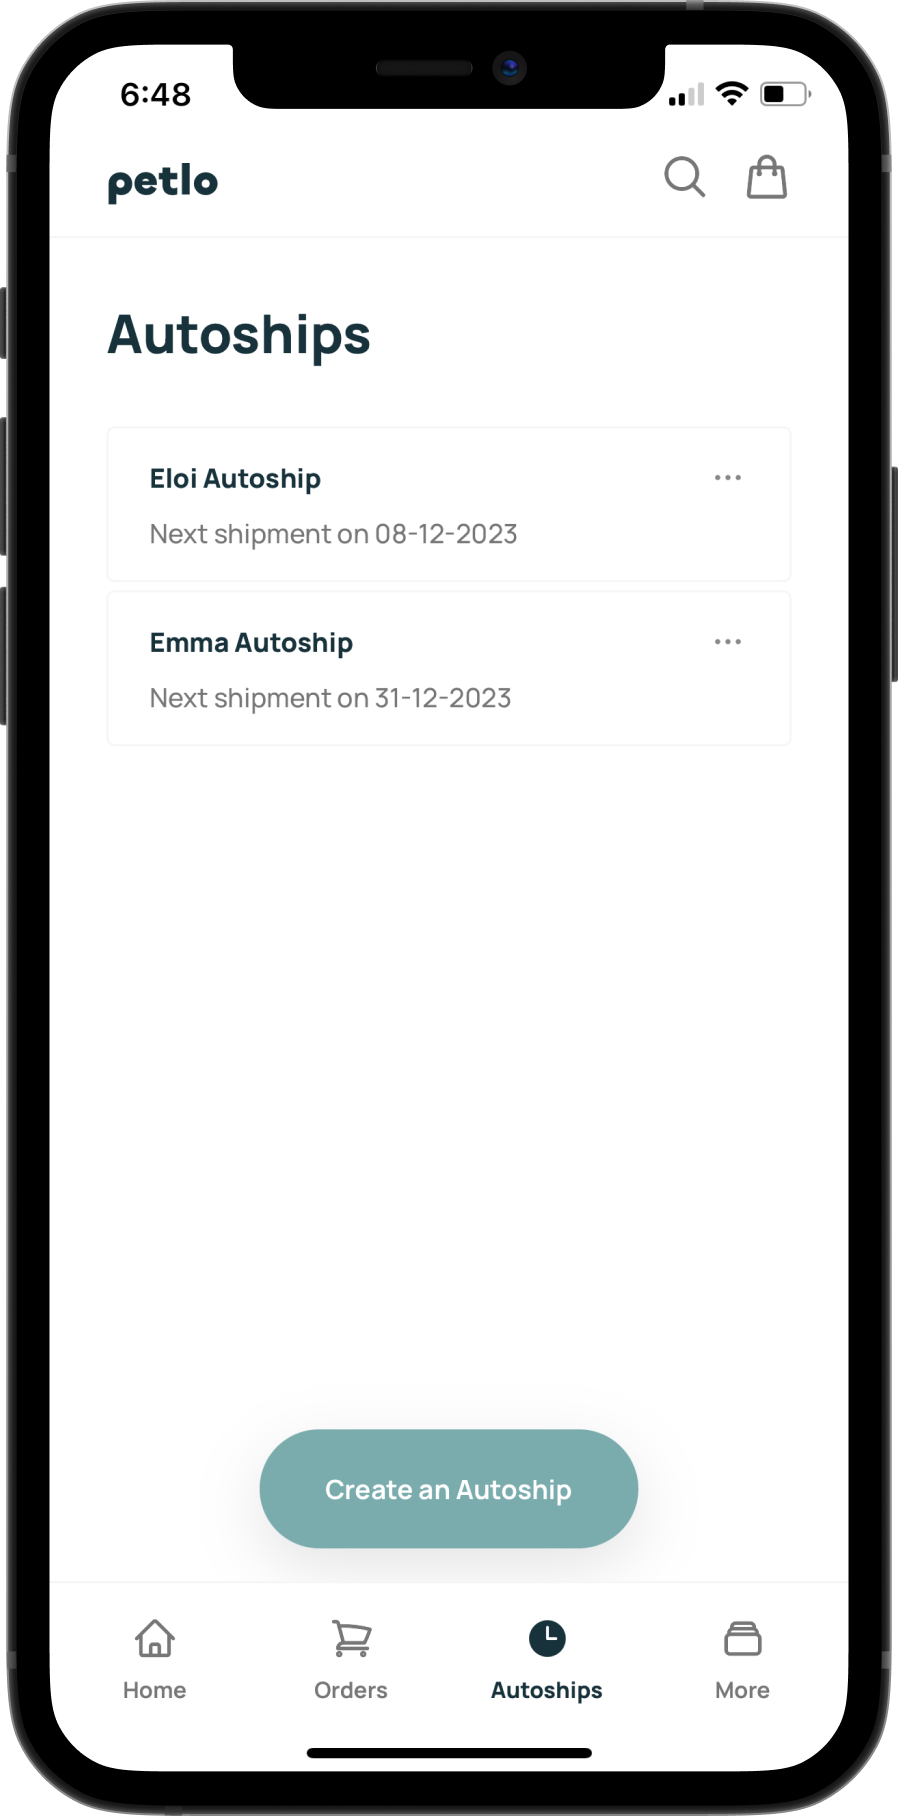 6:48
petlo
Autoships
Eloi Autoship
Next shipment on 08-12-2023
Emma Autoship
Next shipment on 31-12-2023
Create an Autoship
Home Orders Autoships More